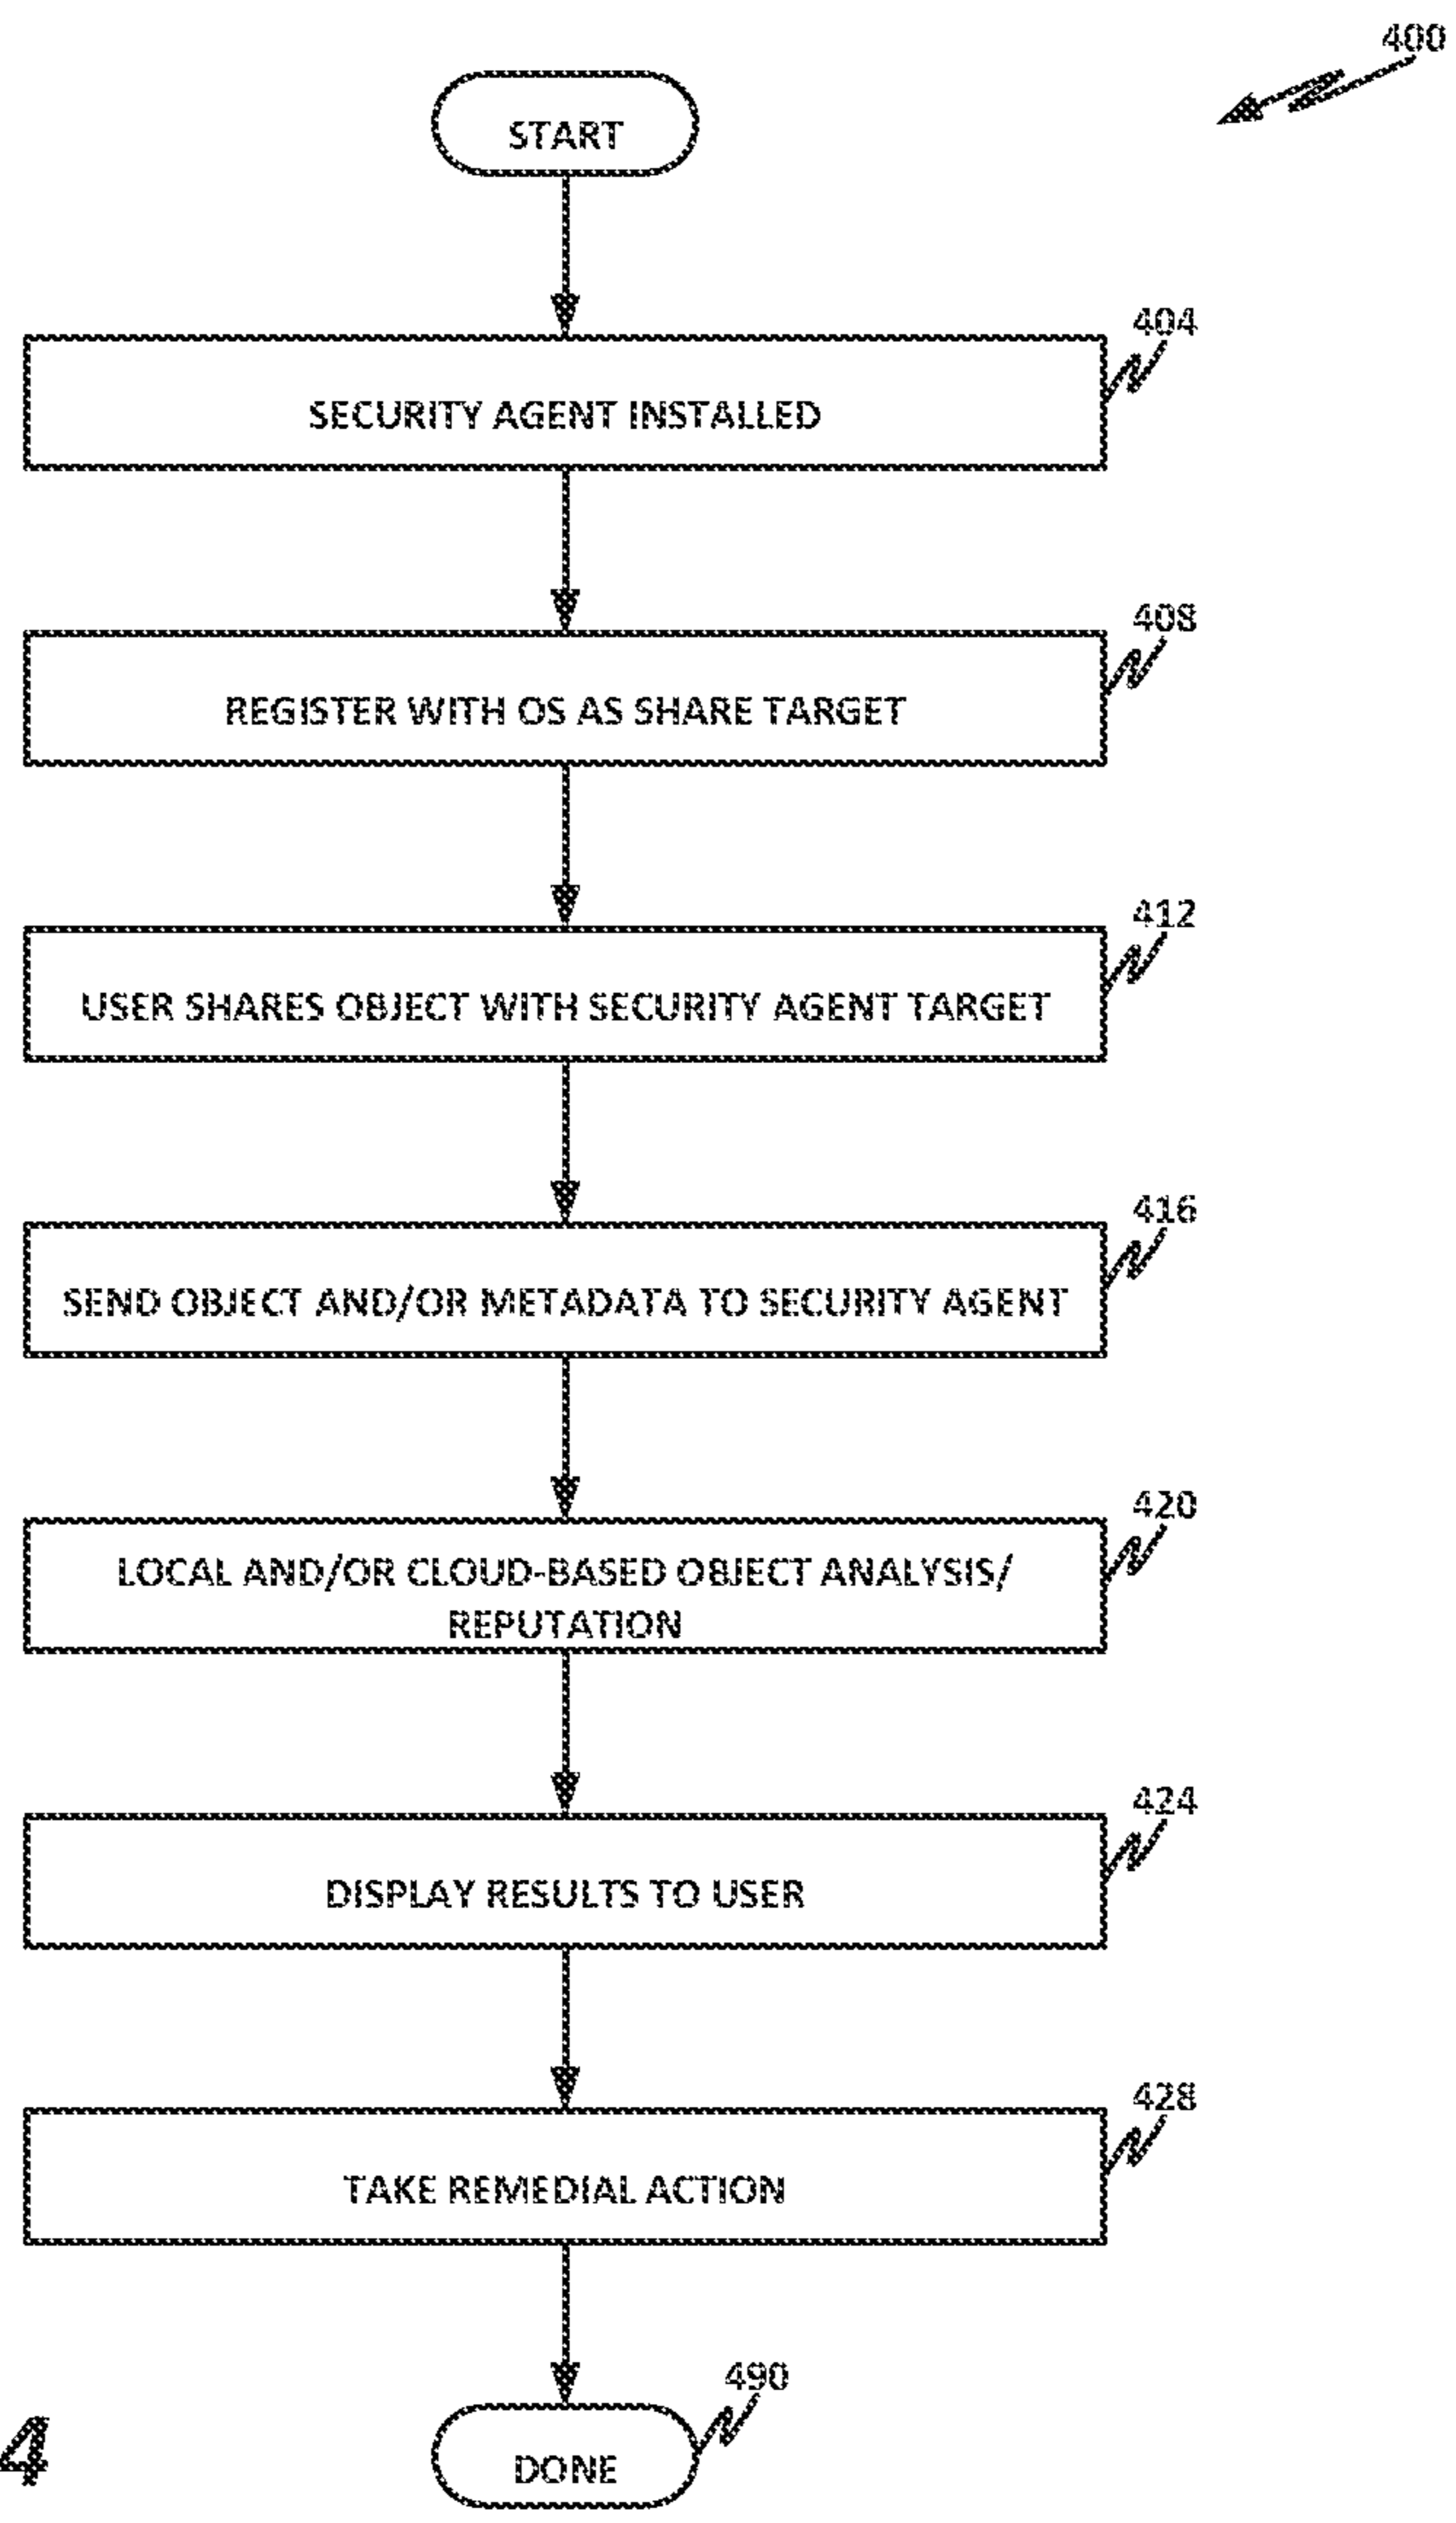 400
START
404
SECURITY AGENT INSTALLED
408
REGISTER WITH OS AS SHARE TARGET
412
USER SHARES OBJECT WITH SECURITY AGENT TARGET
416
SEND OBJECT AND/OR METADATA TO SECURITY AGENT
420
LOCAL AND/OR CLOUD-BASED OBJECT ANALYSIS/
REPUTATION
424
DISPLAY RESULTS TO USER
428
TAKE REMEDIAL ACTION
490
DONE
4